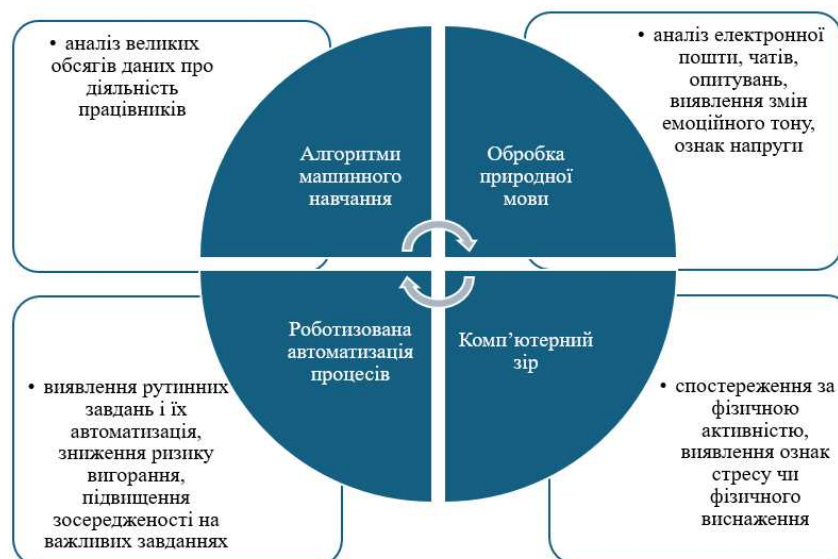 • аналіз великих
обсягів даних про
діяльність
працівників
Алгоритми
машинного
навчання
Обробка
природної
мови
• аналіз електронної
пошти, чатів,
опитувань,
виявлення змін
емоційного тону,
ознак напруги
• виявлення рутинних
завдань і їх
автоматизація,
зниження ризику
вигорання,
підвищення
зосередженості на
важливих завданнях
Роботизована
автоматизація
процесів
Комп’ютерний
зір
• спостереження за
фізичною
активністю,
виявлення ознак
стресу чи
фізичного
виснаження